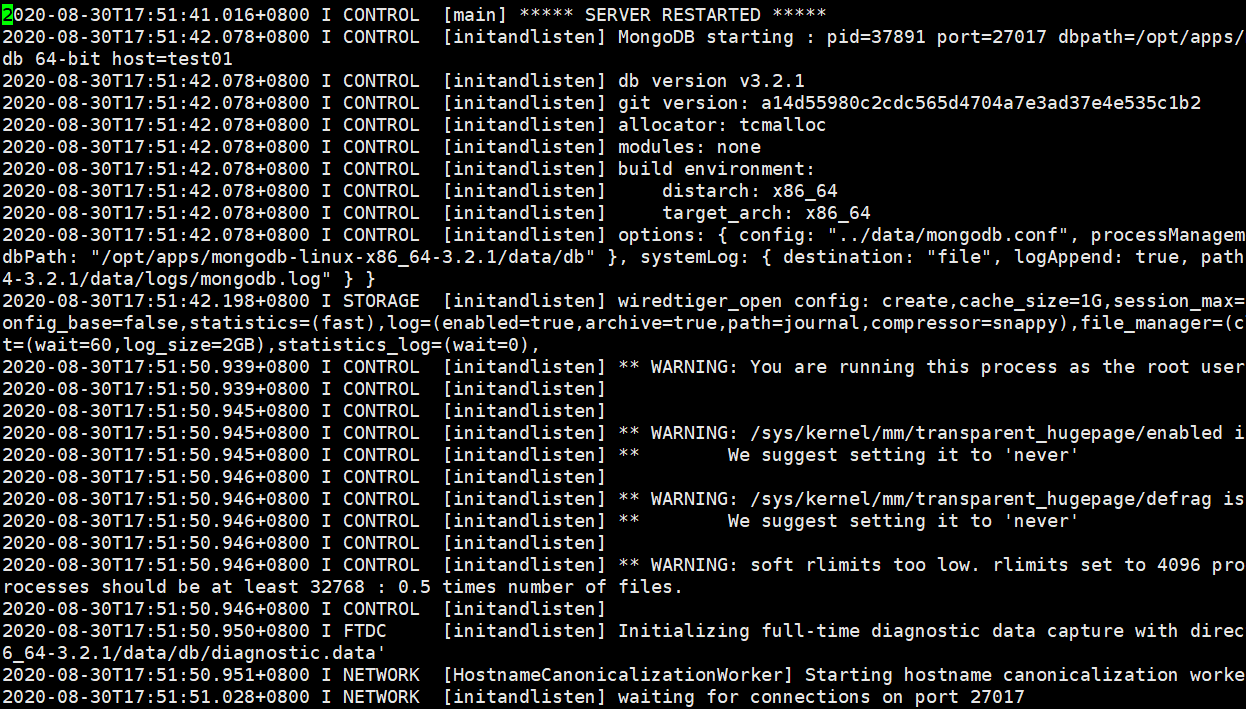 2020-08-30T17:51:41.016+0800 I CONTROL  [main] ***** SERVER RESTARTED *****
2020-08-30T17:51:42.078+0800 I CONTROL  [initandlisten] MongoDB starting : pid=37891 port=27017 dbpath=/opt/apps/
db 64-bit host=test01
2020-08-30T17:51:42.078+0800 I CONTROL  [initandlisten] db version v3.2.1
2020-08-30T17:51:42.078+0800 I CONTROL  [initandlisten] git version: a14d55980c2cdc565d4704a7e3ad37e4e535c1b2
2020-08-30T17:51:42.078+0800 I CONTROL  [initandlisten] allocator: tcmalloc
2020-08-30T17:51:42.078+0800 I CONTROL  [initandlisten] modules: none
2020-08-30T17:51:42.078+0800 I CONTROL  [initandlisten] build environment:
2020-08-30T17:51:42.078+0800 I CONTROL  [initandlisten]     distarch: x86_64
2020-08-30T17:51:42.078+0800 I CONTROL  [initandlisten]     target_arch: x86_64
2020-08-30T17:51:42.078+0800 I CONTROL  [initandlisten] options: { config: "../data/mongodb.conf", processManagem
dbPath: "/opt/apps/mongodb-linux-x86_64-3.2.1/data/db" }, systemLog: { destination: "file", logAppend: true, path
4-3.2.1/data/logs/mongodb.log" } }
2020-08-30T17:51:42.198+0800 I STORAGE  [initandlisten] wiredtiger_open config: create,cache_size=1G,session_max=
onfig_base=false,statistics=(fast),log=(enabled=true,archive=true,path=journal,compressor=snappy),file_manager=(c
t=(wait=60,log_size=2GB),statistics_log=(wait=0),
2020-08-30T17:51:50.939+0800 I CONTROL  [initandlisten] ** WARNING: You are running this process as the root user
2020-08-30T17:51:50.939+0800 I CONTROL  [initandlisten]
2020-08-30T17:51:50.945+0800 I CONTROL  [initandlisten]
2020-08-30T17:51:50.945+0800 I CONTROL  [initandlisten] ** WARNING: /sys/kernel/mm/transparent_hugepage/enabled i
2020-08-30T17:51:50.945+0800 I CONTROL  [initandlisten] **        We suggest setting it to 'never'
2020-08-30T17:51:50.946+0800 I CONTROL  [initandlisten]
2020-08-30T17:51:50.946+0800 I CONTROL  [initandlisten] ** WARNING: /sys/kernel/mm/transparent_hugepage/defrag is
2020-08-30T17:51:50.946+0800 I CONTROL  [initandlisten] **        We suggest setting it to 'never'
2020-08-30T17:51:50.946+0800 I CONTROL  [initandlisten]
2020-08-30T17:51:50.946+0800 I CONTROL  [initandlisten] ** WARNING: soft rlimits too low. rlimits set to 4096 pro
rocesses should be at least 32768 : 0.5 times number of files.
2020-08-30T17:51:50.946+0800 I CONTROL  [initandlisten]
2020-08-30T17:51:50.950+0800 I FTDC     [initandlisten] Initializing full-time diagnostic data capture with direc
6_64-3.2.1/data/db/diagnostic.data'
2020-08-30T17:51:50.951+0800 I NETWORK  [HostnameCanonicalizationWorker] Starting hostname canonicalization worke
2020-08-30T17:51:51.028+0800 I NETWORK  [initandlisten] waiting for connections on port 27017